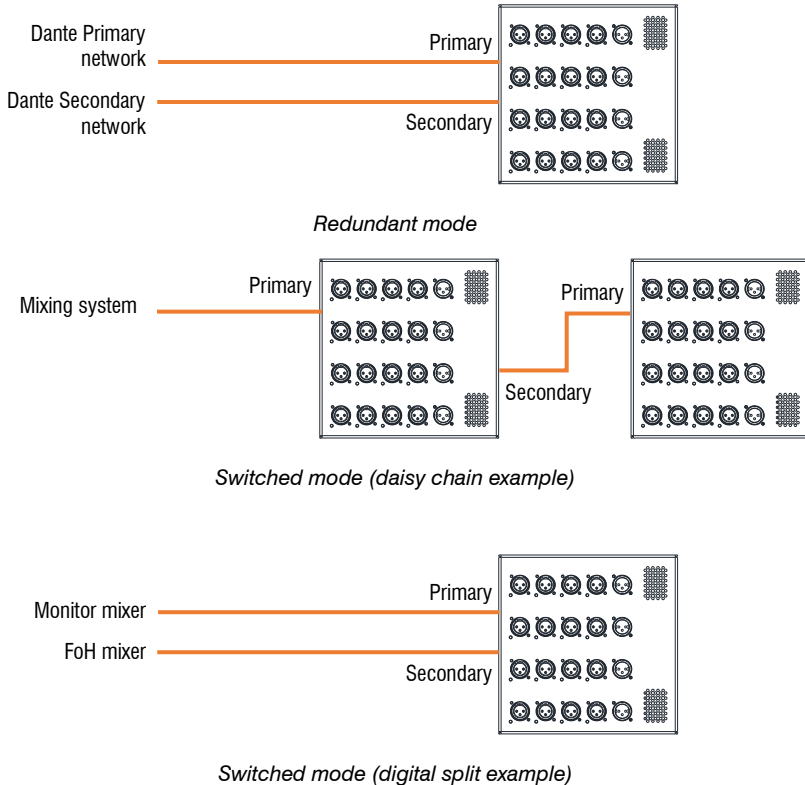 Dante Primary
network
Primary
Dante Secondary
network
Secondary
Redundant mode
Mixing system
Primary
Secondary
Primary
Switched mode (daisy chain example)
Monitor mixer
Primary
FoH mixer
Secondary
Switched mode (digital split example)